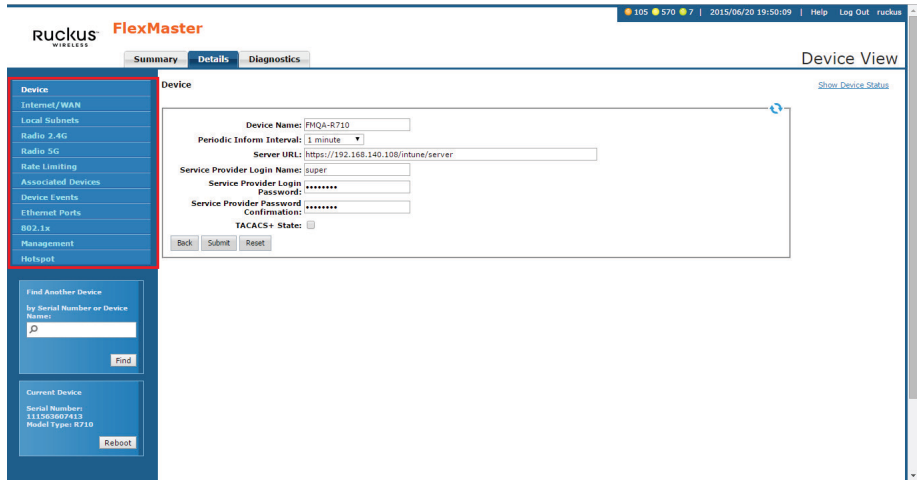 105 570 7 | 2015/06/20 19:50:09 | Help Log Out ruckus
RUCKUS WIRELESS FlexMaster
Summary Details Diagnostics
Device View
Device
Internet/WAN
Local Subnets
Radio 2.4G
Radio 5G
Rate Limiting
Associated Devices
Device Events
Ethernet Ports
802.1x
Management
Hotspot
Find Another Device
by Serial Number or Device
Name:
Find
Current Device
Serial Number:
111563607413
Model Type: R710
Reboot
Device
Show Device Status
Device Name: FMQA-R710
Periodic Inform Interval: 1 minute
Server URL: https://192.168.140.108/intune/server
Service Provider Login Name: super
Service Provider Login
Password: ••••••••
Service Provider Password
Confirmation: ••••••••
TACACS+ State:
Back Submit Reset